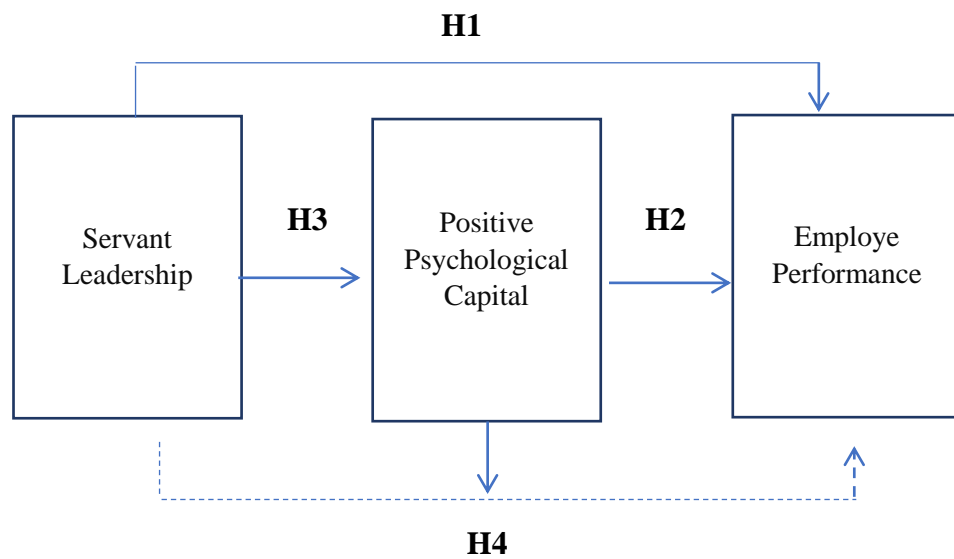 H1
Servant
Leadership
H3
Positive
Psychological
Capital
H2
Employe
Performance
H4